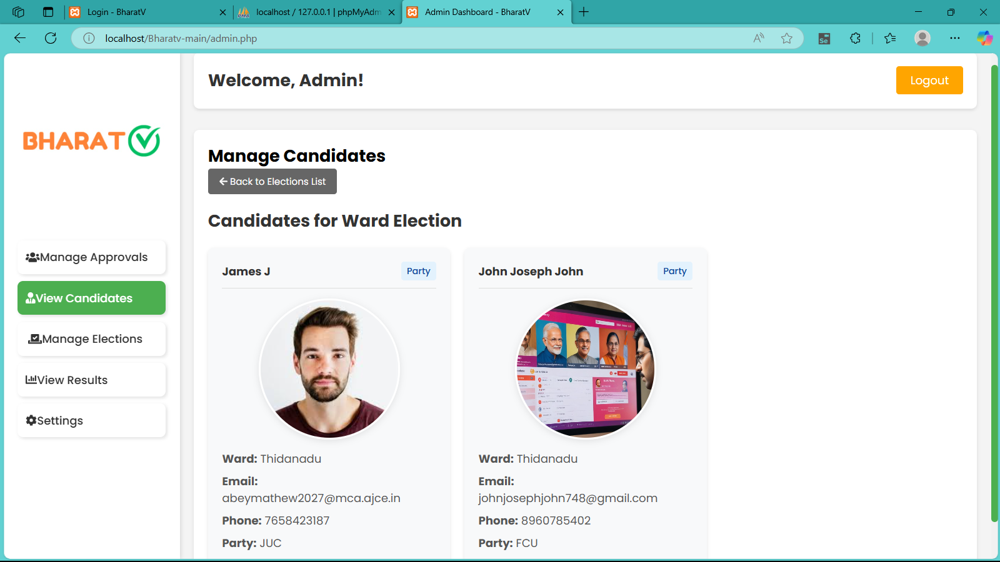 Login - BharatV
localhost / 127.0.0.1 | phpMyAdm
Admin Dashboard - BharatV
localhost/Bharatv-main/admin.php
Welcome, Admin!
Logout
BHARAT V
Manage Candidates
Back to Elections List
Candidates for Ward Election
Manage Approvals
View Candidates
Manage Elections
View Results
Settings
James J
Party
Ward: Thidanadu
Email:
abeymathew2027@mca.ajce.in
Phone: 7658423187
Party: JUC
John Joseph John
Party
Ward: Thidanadu
Email:
johnjosephjohn748@gmail.com
Phone: 8960785402
Party: FCU